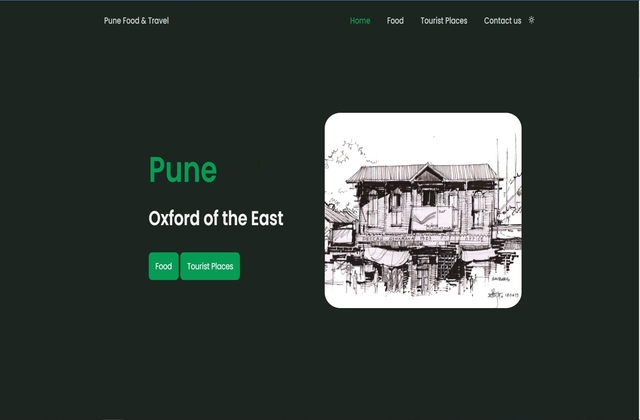 Pune Food & Travel
Home Food Tourist Places Contact us
Pune
Oxford of the East
Food Tourist Places